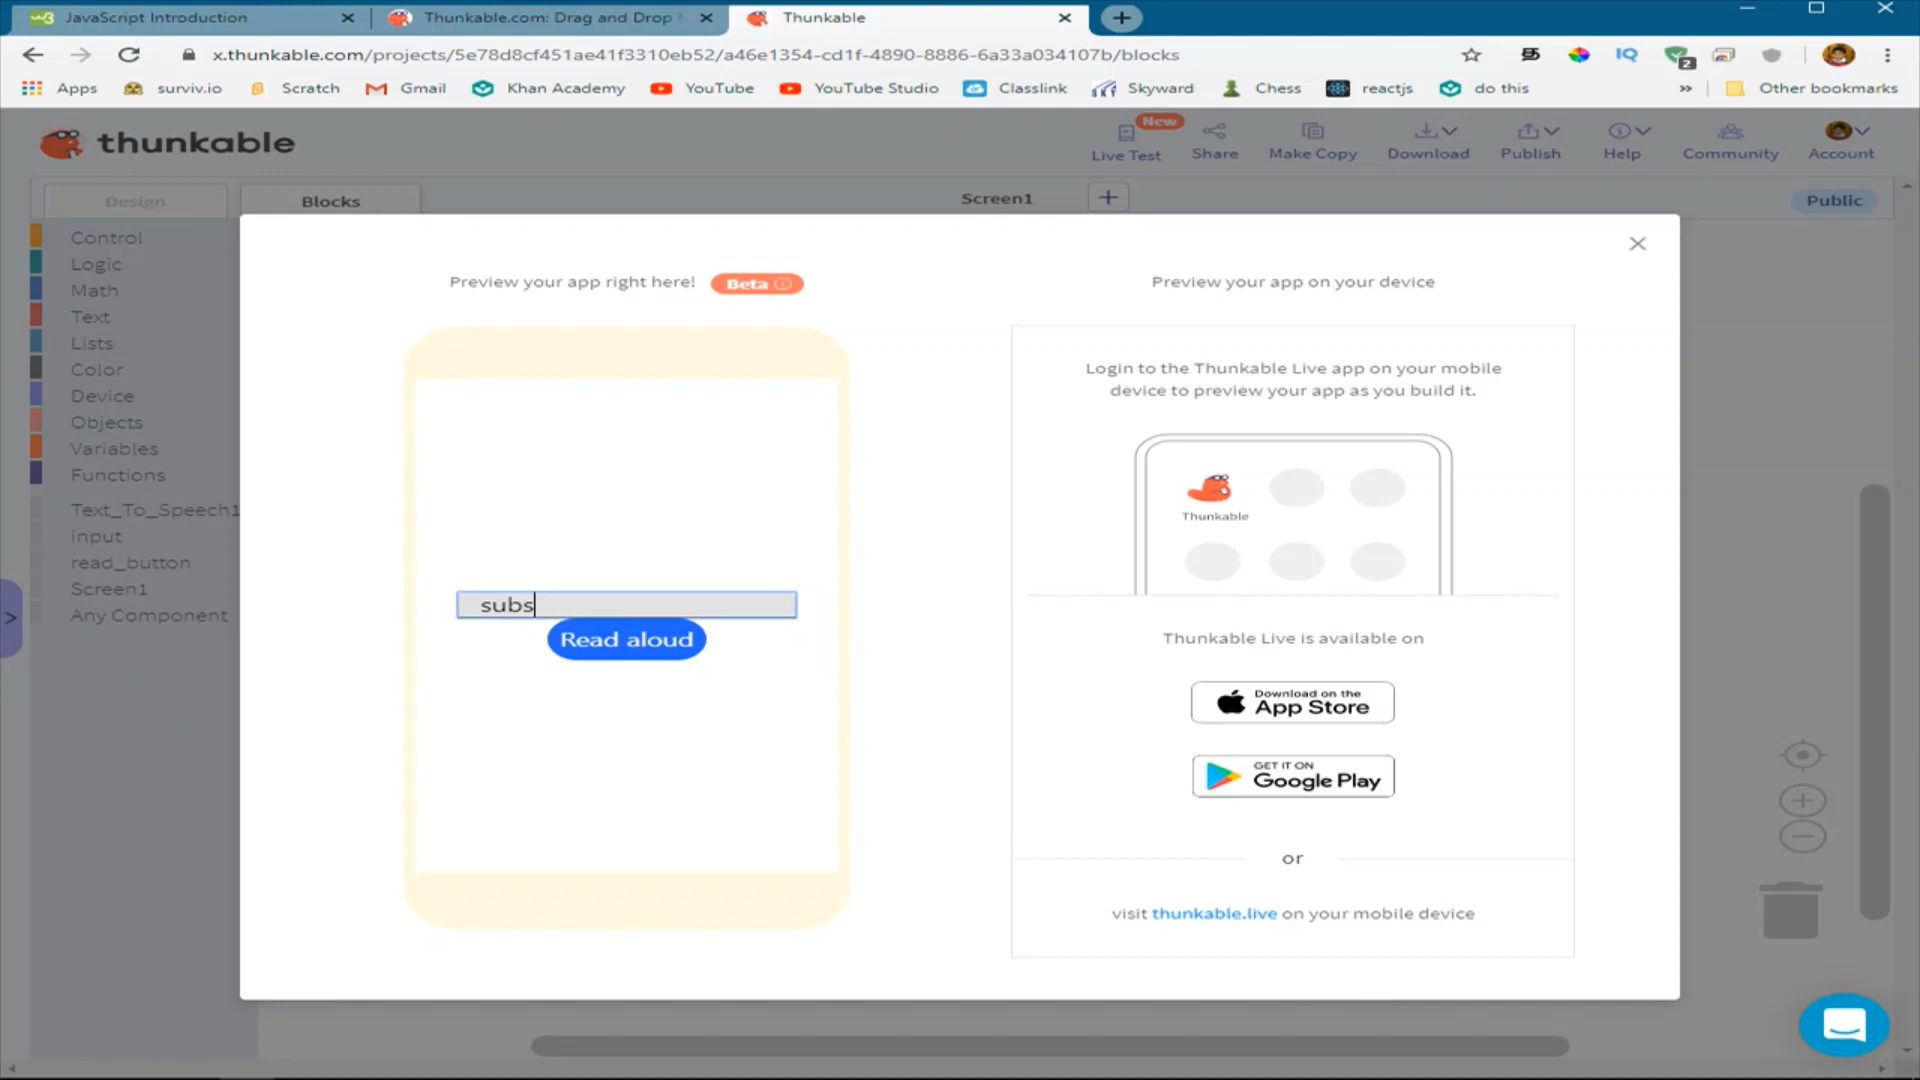 JavaScript Introduction
Thunkable.com: Drag and Drop
Thunkable
x.thunkable.com/projects/5e78d8cf451ae41f3310eb52/a46e1354-cd1f-4890-8886-6a33a034107b/blocks
IQ
2
Apps
surviv.io
Scratch
Gmail
Khan Academy
YouTube
YouTube Studio
Classlink
Skyward
Chess
reactjs
do this
»
Other bookmarks
thunkable
New
Live Test
Share
Make Copy
Download
Publish
Help
Community
Account
Design
Blocks
Screen1
Public
Control
Logic
Math
Text
Lists
Color
Device
Objects
Variables
Functions
Text_To_Speech1
input
read_button
Screen1
Any Component
Preview your app right here!
Beta
subs
Read aloud
Preview your app on your device
Login to the Thunkable Live app on your mobile
device to preview your app as you build it.
Thunkable
Thunkable Live is available on
Download on the
App Store
GET IT ON
Google Play
or
visit thunkable.live on your mobile device